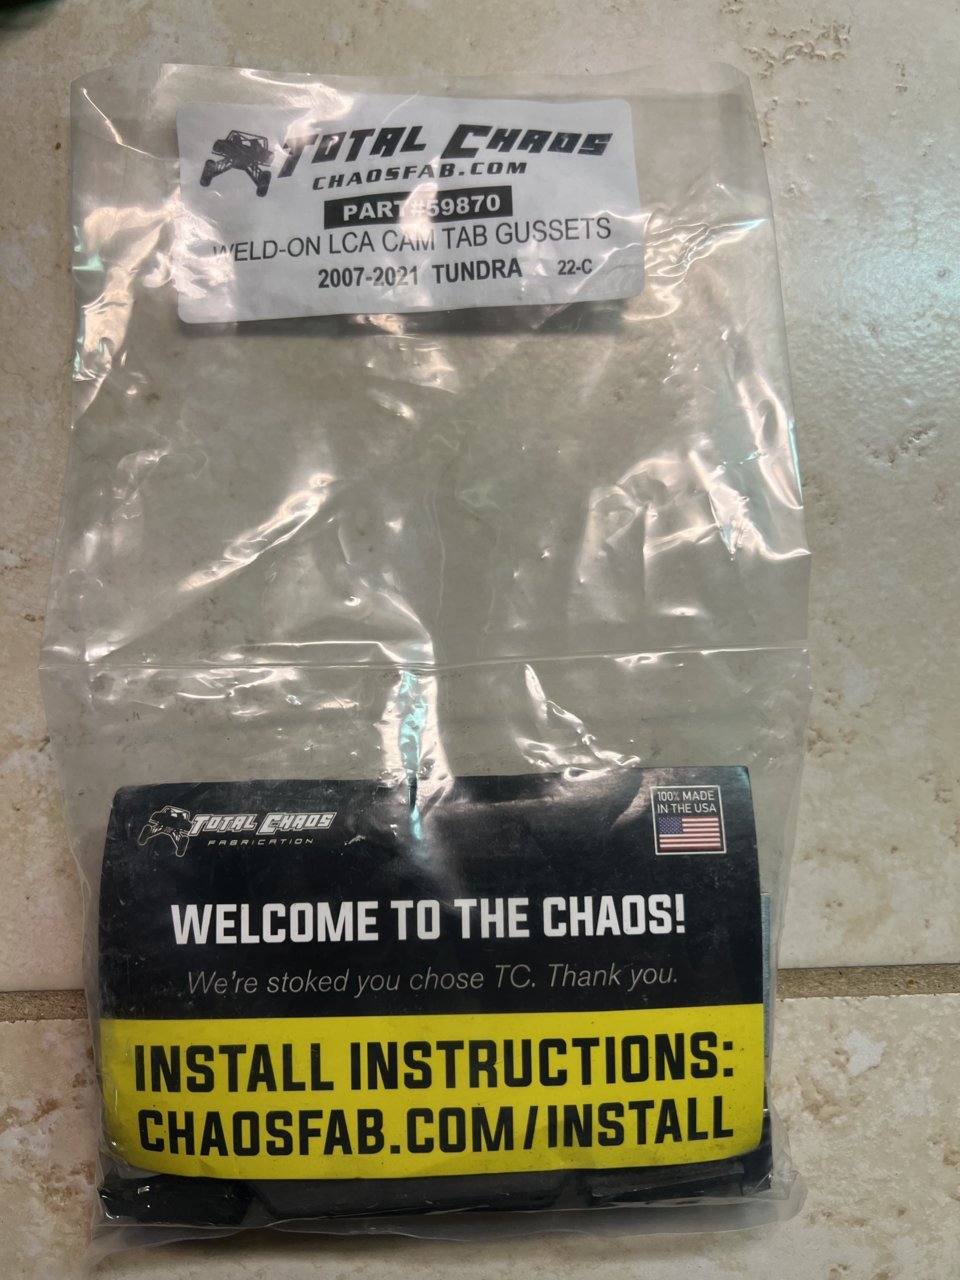 TOTAL CHAOS
CHAOSFAB.COM
PART#59870
WELD-ON LCA CAM TAB GUSSETS
2007-2021 TUNDRA 22-C
TOTAL CHAOS
FABRICATION
100% MADE
IN THE USA
WELCOME TO THE CHAOS!
We're stoked you chose TC. Thank you.
INSTALL INSTRUCTIONS:
CHAOSFAB.COM/INSTALL